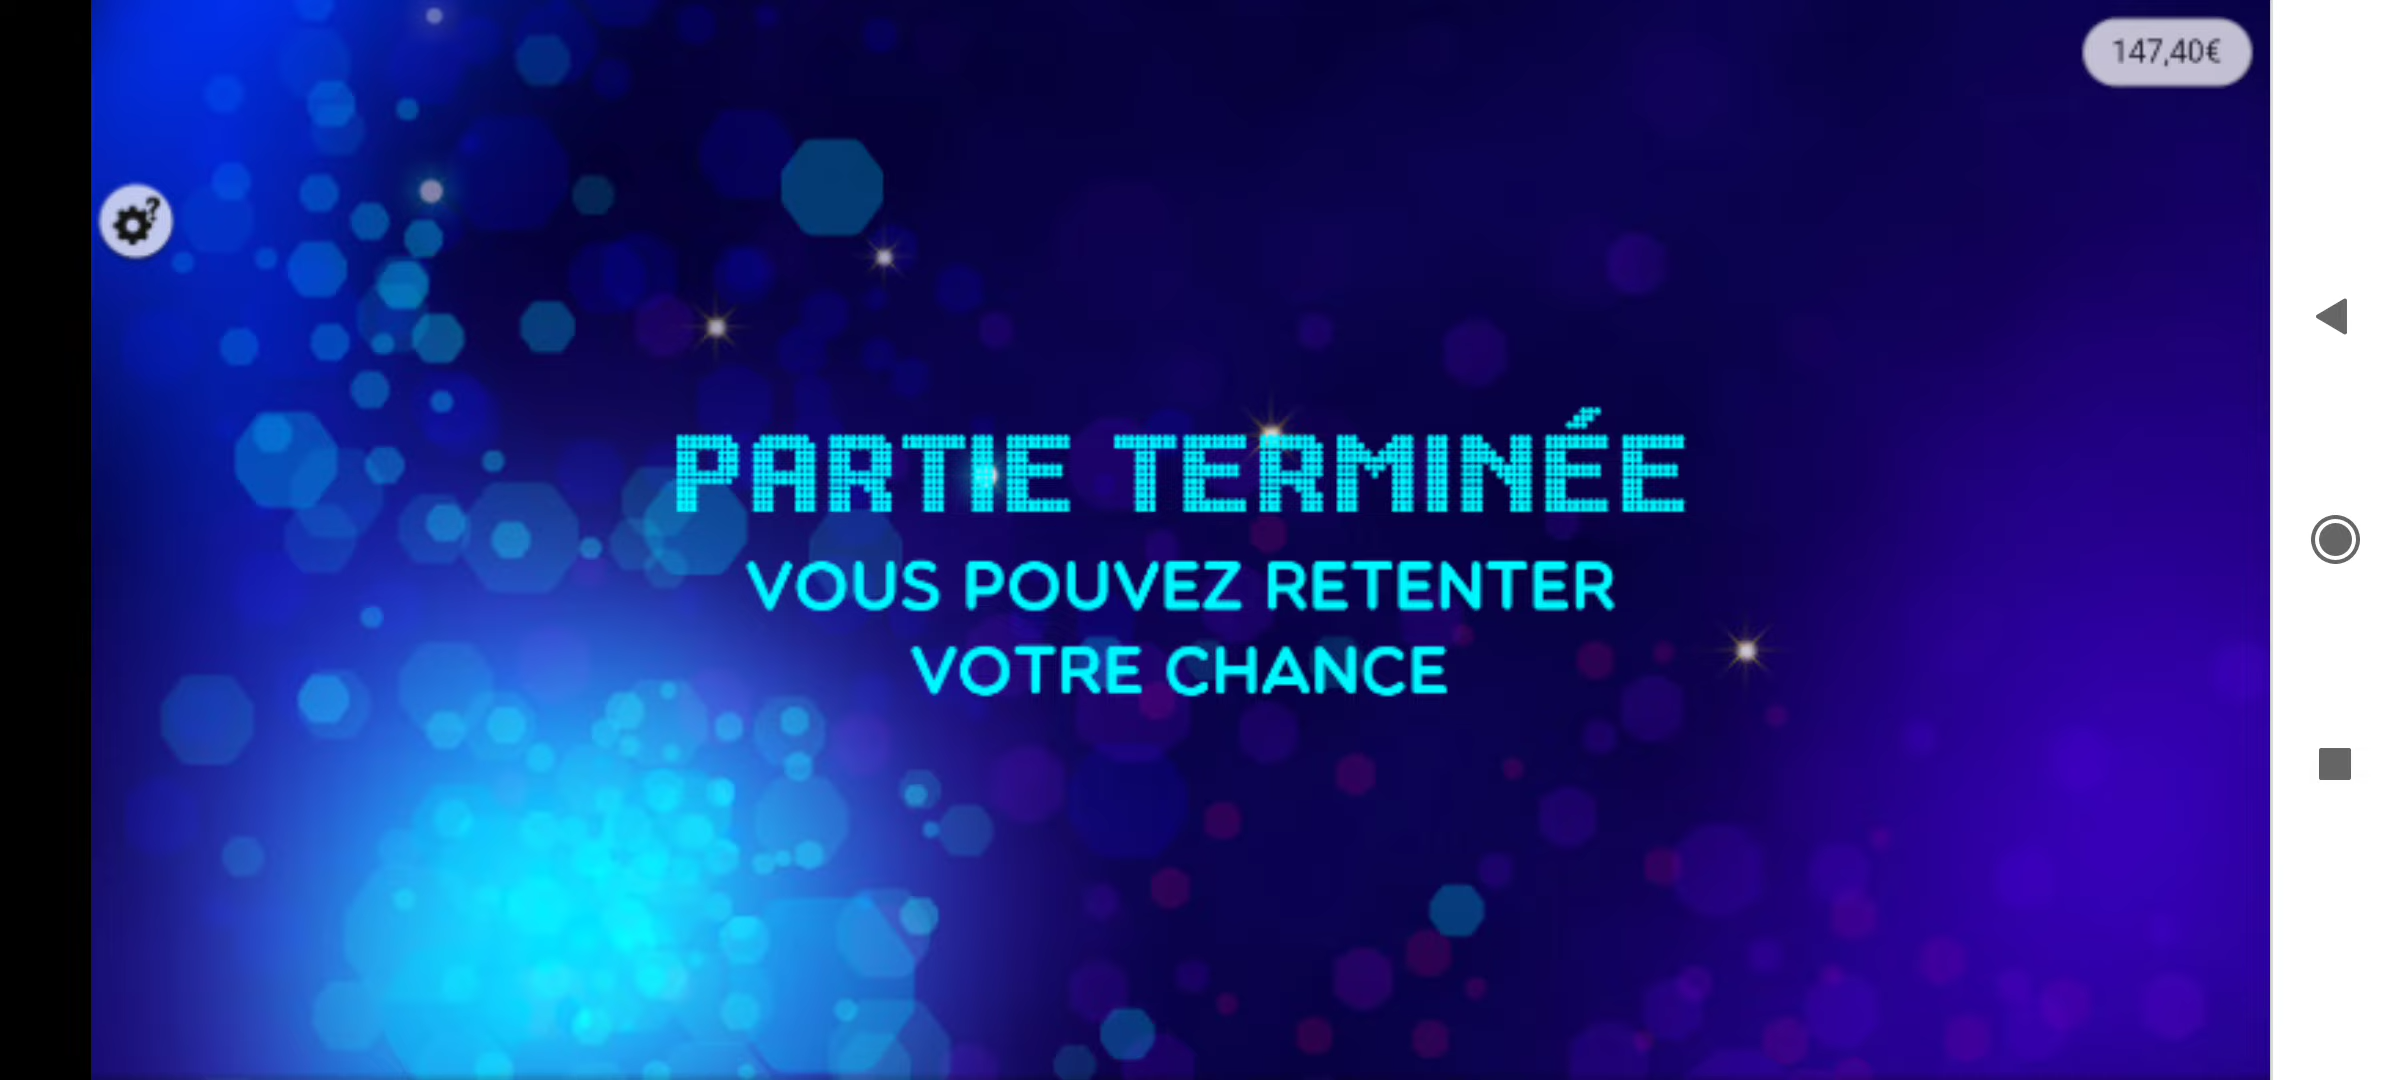 147,40€
?
PARTIE TERMINÉE
VOUS POUVEZ RETENTER
VOTRE CHANCE